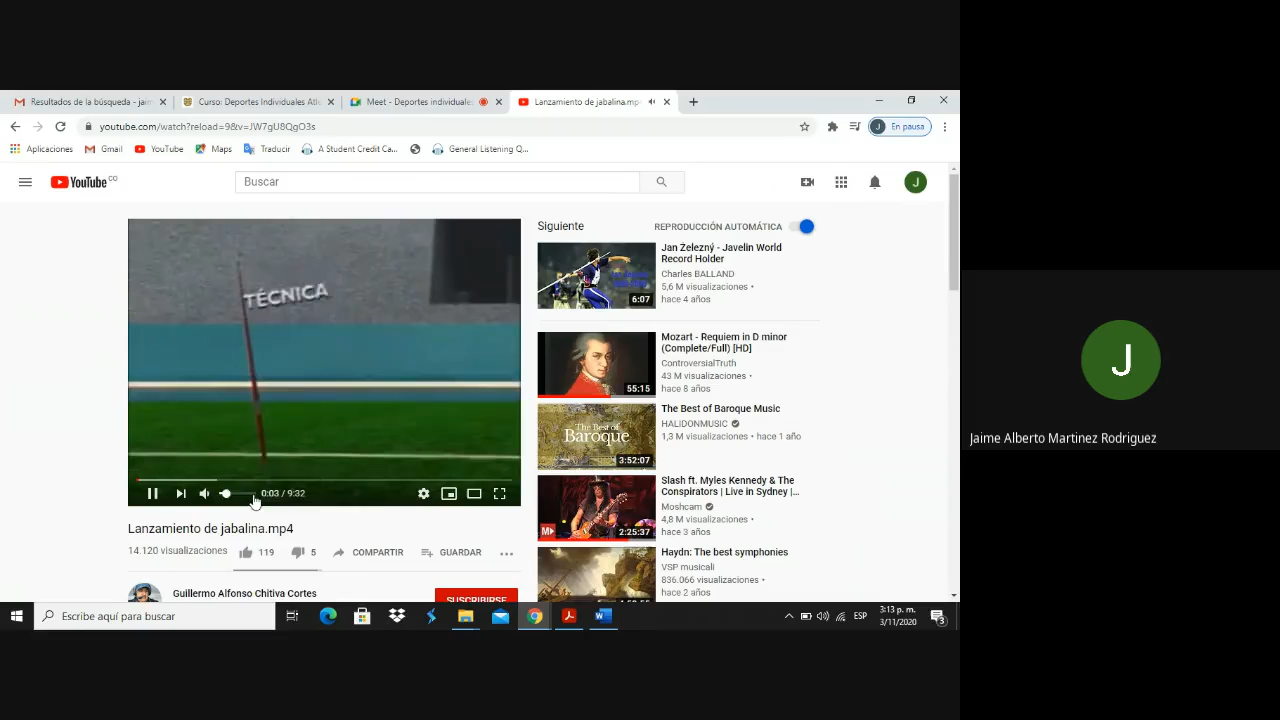 Resultados de la búsqueda - jaim
Curso: Deportes Individuales Atle
Meet - Deportes individuales
Lanzamiento de jabalina.mp
youtube.com/watch?reload=9&v=JW7gU8QgO3s
En pausa
Aplicaciones
Gmail
YouTube
Maps
Traducir
A Student Credit Ca...
General Listening Q...
YouTube CO
Buscar
J
TÉCNICA
0:03 / 9:32
Lanzamiento de jabalina.mp4
14.120 visualizaciones
119
5
COMPARTIR
GUARDAR
Guillermo Alfonso Chitiva Cortes
SUSCRIBIRSE
Siguiente
REPRODUCCIÓN AUTOMÁTICA
6:07
Jan Železný - Javelin World
Record Holder
Charles BALLAND
5,6 M visualizaciones •
hace 4 años
55:15
Mozart - Requiem in D minor
(Complete/Full) [HD]
ControversialTruth
43 M visualizaciones •
hace 8 años
The Best of
Baroque
3:52:07
The Best of Baroque Music
HALIDONMUSIC
1,3 M visualizaciones • hace 1 año
2:25:37
Slash ft. Myles Kennedy & The
Conspirators | Live in Sydney |...
Moshcam
4,8 M visualizaciones •
hace 3 años
Haydn: The best symphonies
VSP musicali
836.066 visualizaciones •
hace 2 años
Escribe aquí para buscar
ESP
3:13 p. m.
3/11/2020
3
J
Jaime Alberto Martinez Rodriguez